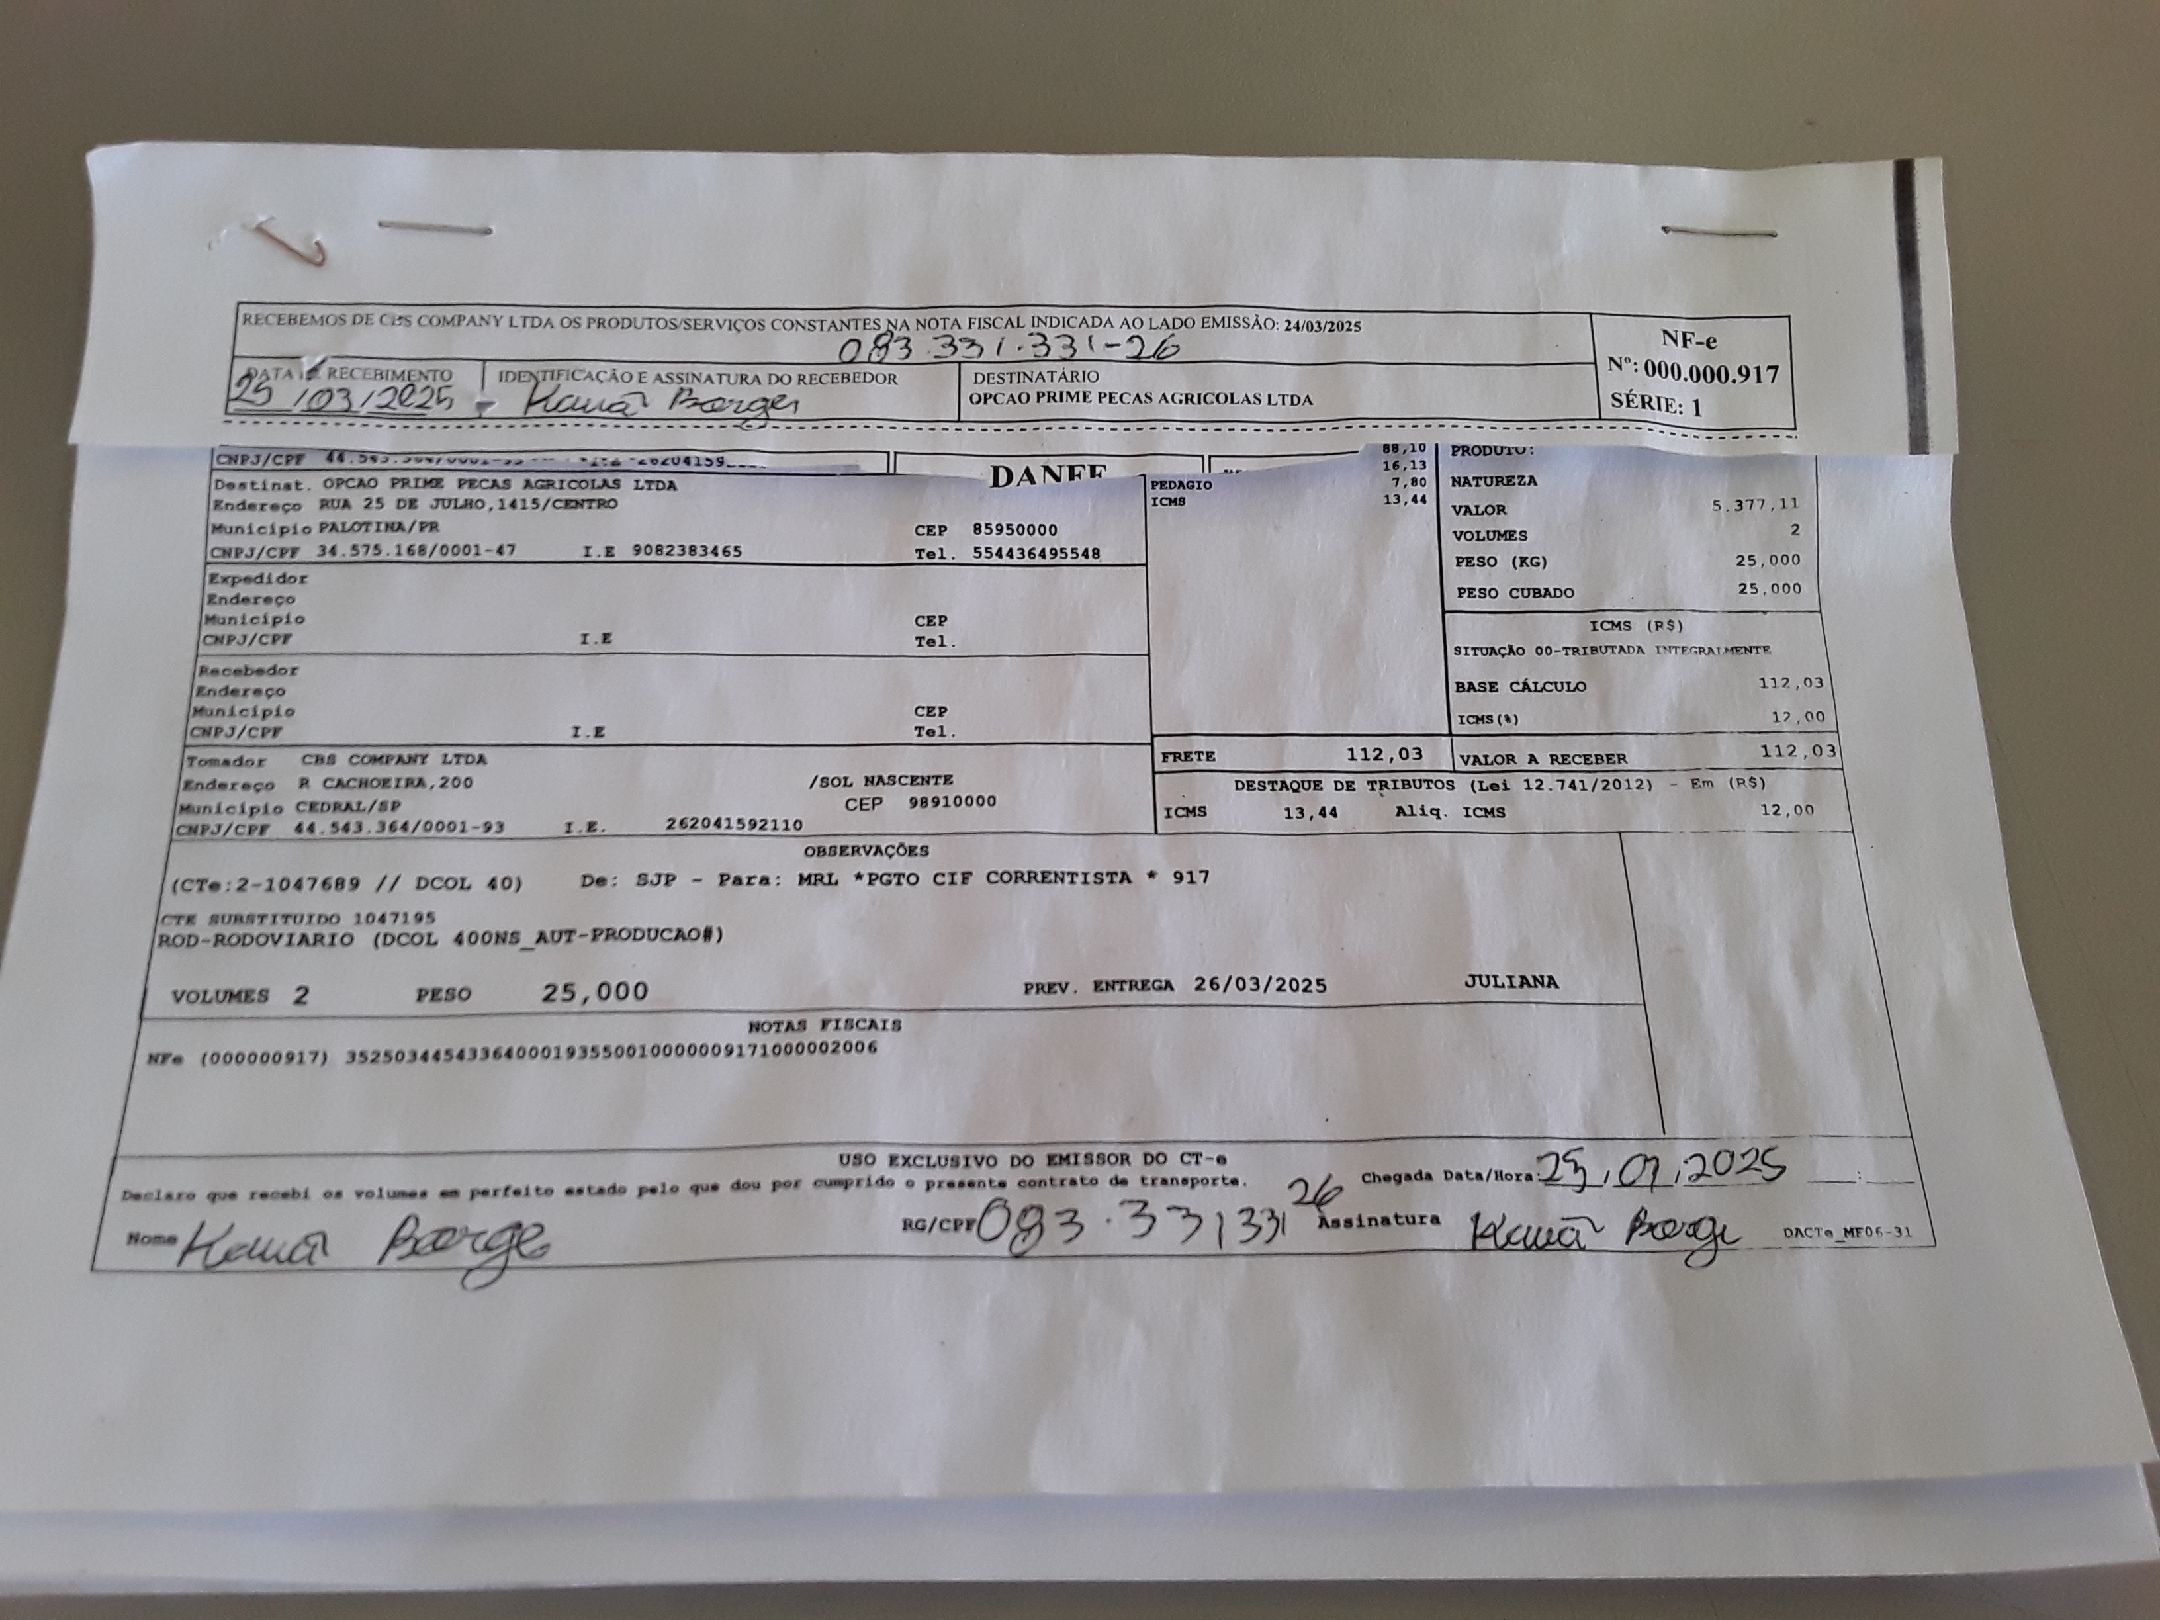 RECEBEMOS DE CBS COMPANY LTDA OS PRODUTOS/SERVIÇOS CONSTANTES NA NOTA FISCAL INDICADA AO LADO EMISSÃO: 24/03/2025
083.331.331-26
NF-e
Nº: 000.000.917
SÉRIE: 1
DATA DE RECEBIMENTO
25/03/2025
IDENTIFICAÇÃO E ASSINATURA DO RECEBEDOR
Kauã Borges
DESTINATÁRIO
OPCAO PRIME PECAS AGRICOLAS LTDA
CNPJ/CPF
DANFE
Destinat. OPCAO PRIME PECAS AGRICOLAS LTDA
Endereço RUA 25 DE JULHO,1415/CENTRO
Município PALOTINA/PR CEP 85950000
CNPJ/CPF 34.575.168/0001-47 I.E 9082383465 Tel. 554436495548
Expedidor
Endereço
Município CEP
CNPJ/CPF I.E Tel.
Recebedor
Endereço
Município CEP
CNPJ/CPF I.E Tel.
Tomador CBS COMPANY LTDA
Endereço R CACHOEIRA,200 /SOL NASCENTE
Município CEDRAL/SP CEP 98910000
CNPJ/CPF 44.543.364/0001-93 I.E. 262041592110
88,10
16,13
PEDAGIO 7,80
ICMS 13,44
FRETE 112,03
PRODUTO:
NATUREZA
VALOR 5.377,11
VOLUMES 2
PESO (KG) 25,000
PESO CUBADO 25,000
ICMS (R$)
SITUAÇÃO 00-TRIBUTADA INTEGRALMENTE
BASE CÁLCULO 112,03
ICMS(%) 12,00
VALOR A RECEBER 112,03
DESTAQUE DE TRIBUTOS (Lei 12.741/2012) - Em (R$)
ICMS 13,44 Aliq. ICMS 12,00
OBSERVAÇÕES
(CTe:2-1047689 // DCOL 40) De: SJP - Para: MRL *PGTO CIF CORRENTISTA * 917
CTE SUBSTITUIDO 1047195
ROD-RODOVIARIO (DCOL 400NS_AUT-PRODUCAO#)
VOLUMES 2 PESO 25,000 PREV. ENTREGA 26/03/2025 JULIANA
NOTAS FISCAIS
NFe (000000917) 35250344543364000193550010000009171000002006
USO EXCLUSIVO DO EMISSOR DO CT-e
Declaro que recebi os volumes em perfeito estado pelo que dou por cumprido o presente contrato de transporte.
Chegada Data/Hora: 25/03/2025 __:__
Nome Kauã Borges
RG/CPF 083.331331 26
Assinatura Kauã Borges
DACTe_MF06-31